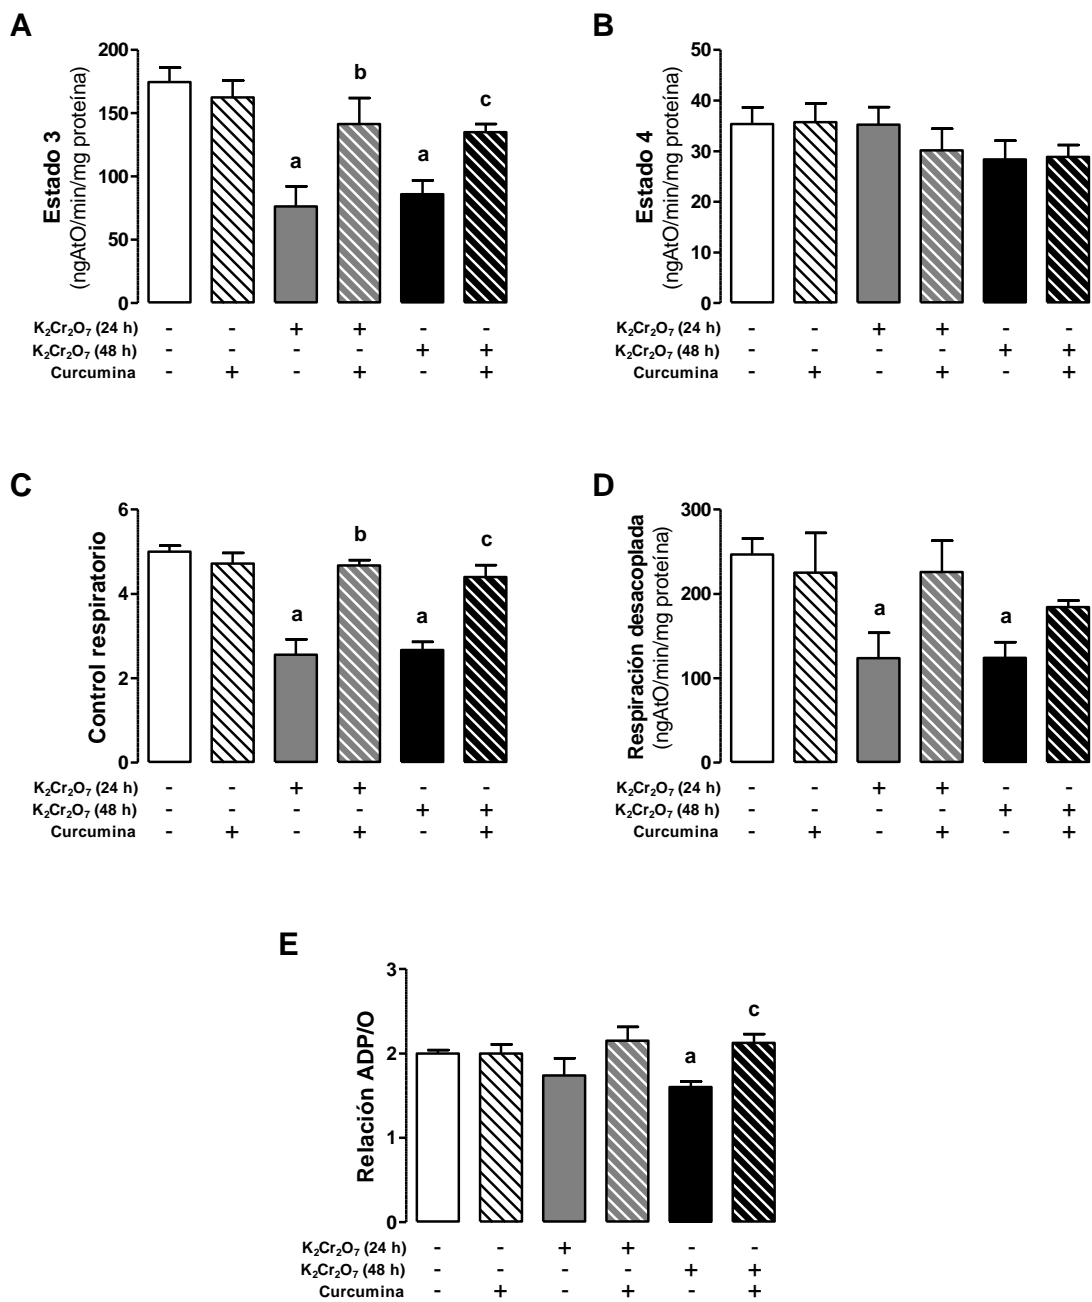 A
Estado 3
(ngAtO/min/mg proteína)
200
150
100
50
0
a
b
a
c
K₂Cr₂O₇ (24 h) - - + + - -
K₂Cr₂O₇ (48 h) - - - - + +
Curcumina - + - + - +
B
Estado 4
(ngAtO/min/mg proteína)
50
40
30
20
10
0
K₂Cr₂O₇ (24 h) - - + + - -
K₂Cr₂O₇ (48 h) - - - - + +
Curcumina - + - + - +
C
Control respiratorio
6
4
2
0
a
b
a
c
K₂Cr₂O₇ (24 h) - - + + - -
K₂Cr₂O₇ (48 h) - - - - + +
Curcumina - + - + - +
D
Respiración desacoplada
(ngAtO/min/mg proteína)
300
200
100
0
a
a
K₂Cr₂O₇ (24 h) - - + + - -
K₂Cr₂O₇ (48 h) - - - - + +
Curcumina - + - + - +
E
Relación ADP/O
3
2
1
0
a
c
K₂Cr₂O₇ (24 h) - - + + - -
K₂Cr₂O₇ (48 h) - - - - + +
Curcumina - + - + - +